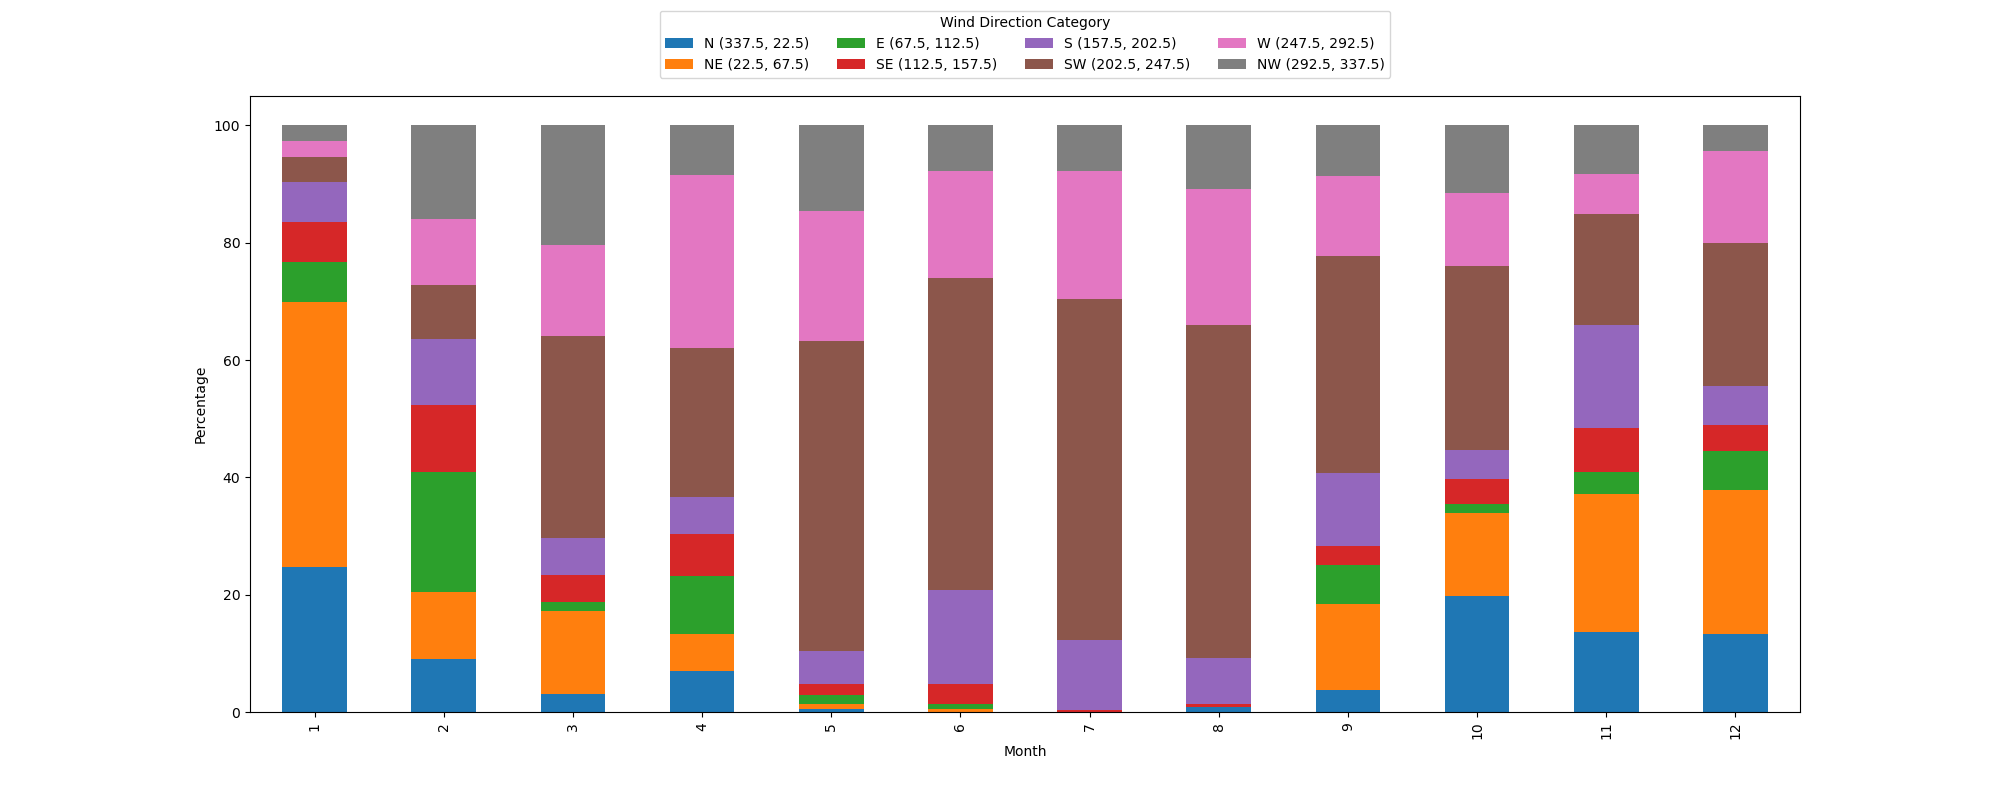 Wind Direction Category
N (337.5, 22.5) E (67.5, 112.5) S (157.5, 202.5) W (247.5, 292.5)
NE (22.5, 67.5) SE (112.5, 157.5) SW (202.5, 247.5) NW (292.5, 337.5)
100
80
60
40
20
0
Percentage
1 2 3 4 5 6 7 8 9 10 11 12
Month